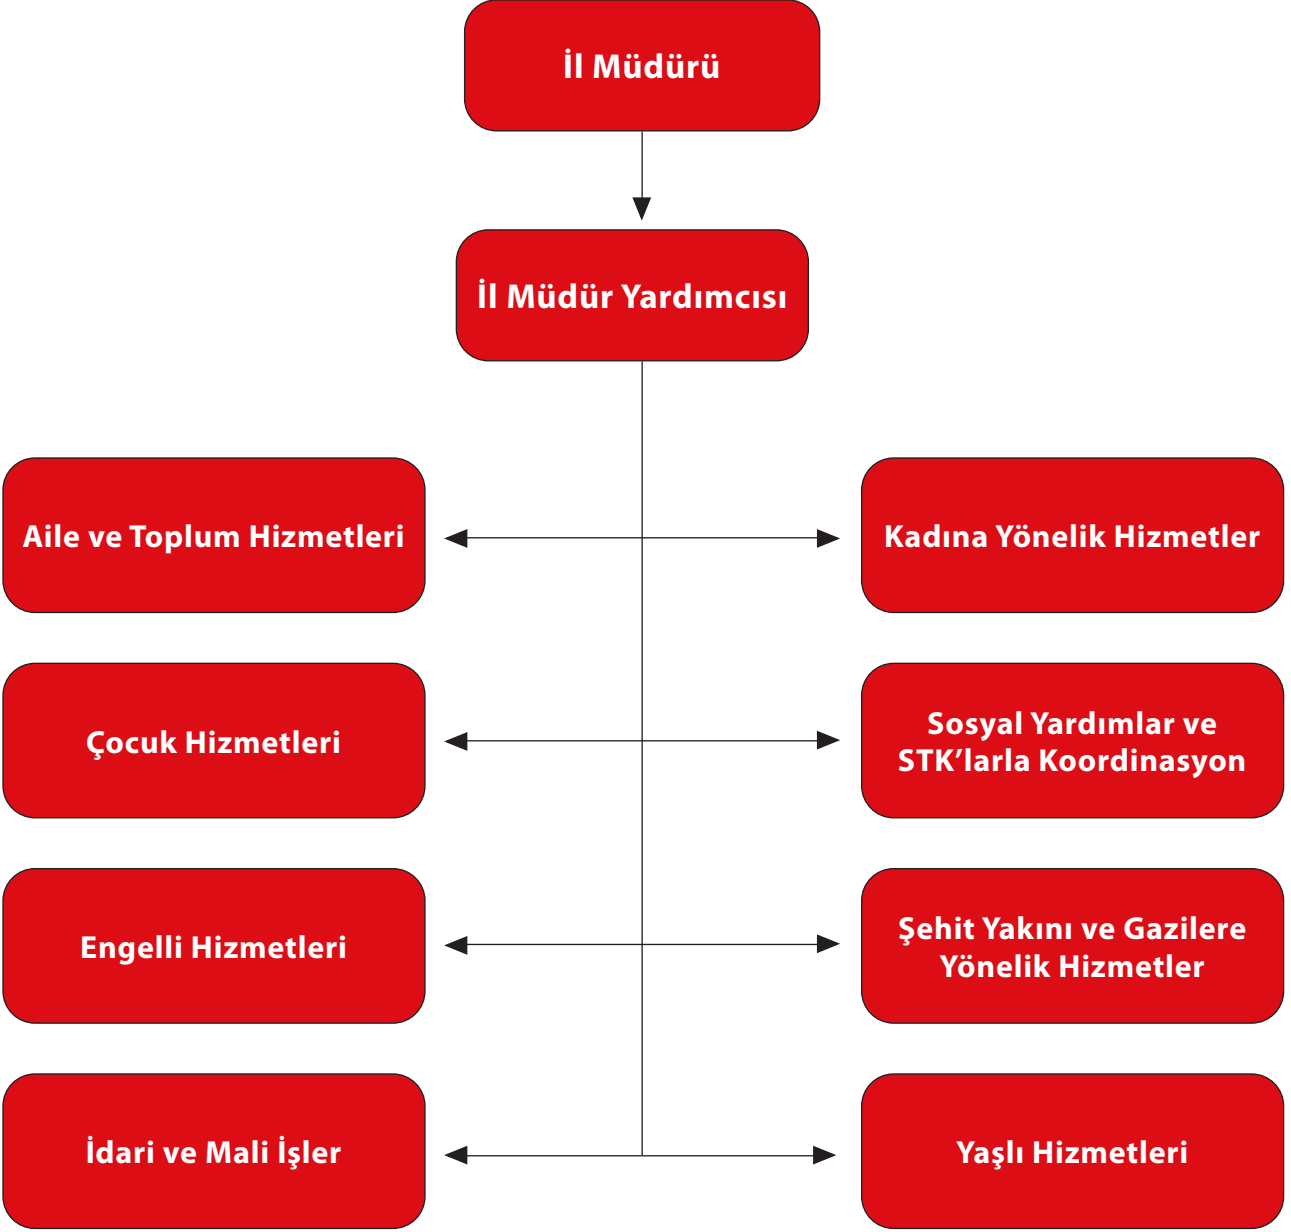 İl Müdürü
İl Müdür Yardımcısı
Aile ve Toplum Hizmetleri
Kadına Yönelik Hizmetler
Çocuk Hizmetleri
Sosyal Yardımlar ve
STK’larla Koordinasyon
Engelli Hizmetleri
Şehit Yakını ve Gazilere
Yönelik Hizmetler
İdari ve Mali İşler
Yaşlı Hizmetleri